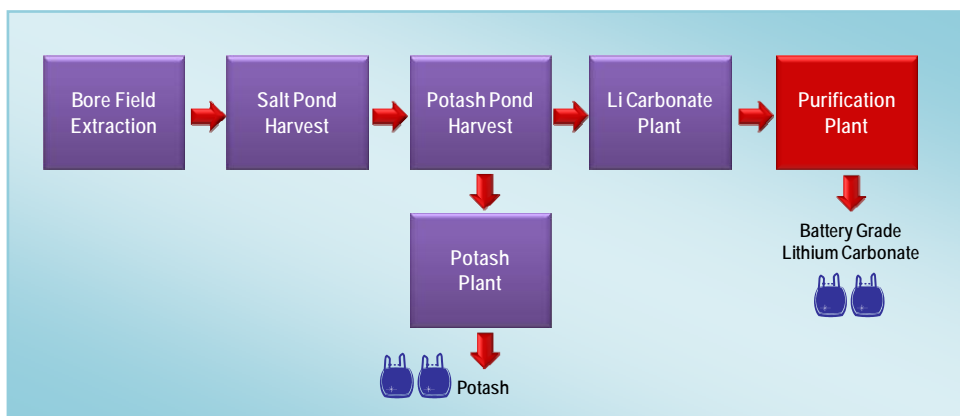 Bore Field
Extraction
Salt Pond
Harvest
Potash Pond
Harvest
Li Carbonate
Plant
Purification
Plant
Potash
Plant
Battery Grade
Lithium Carbonate
Potash